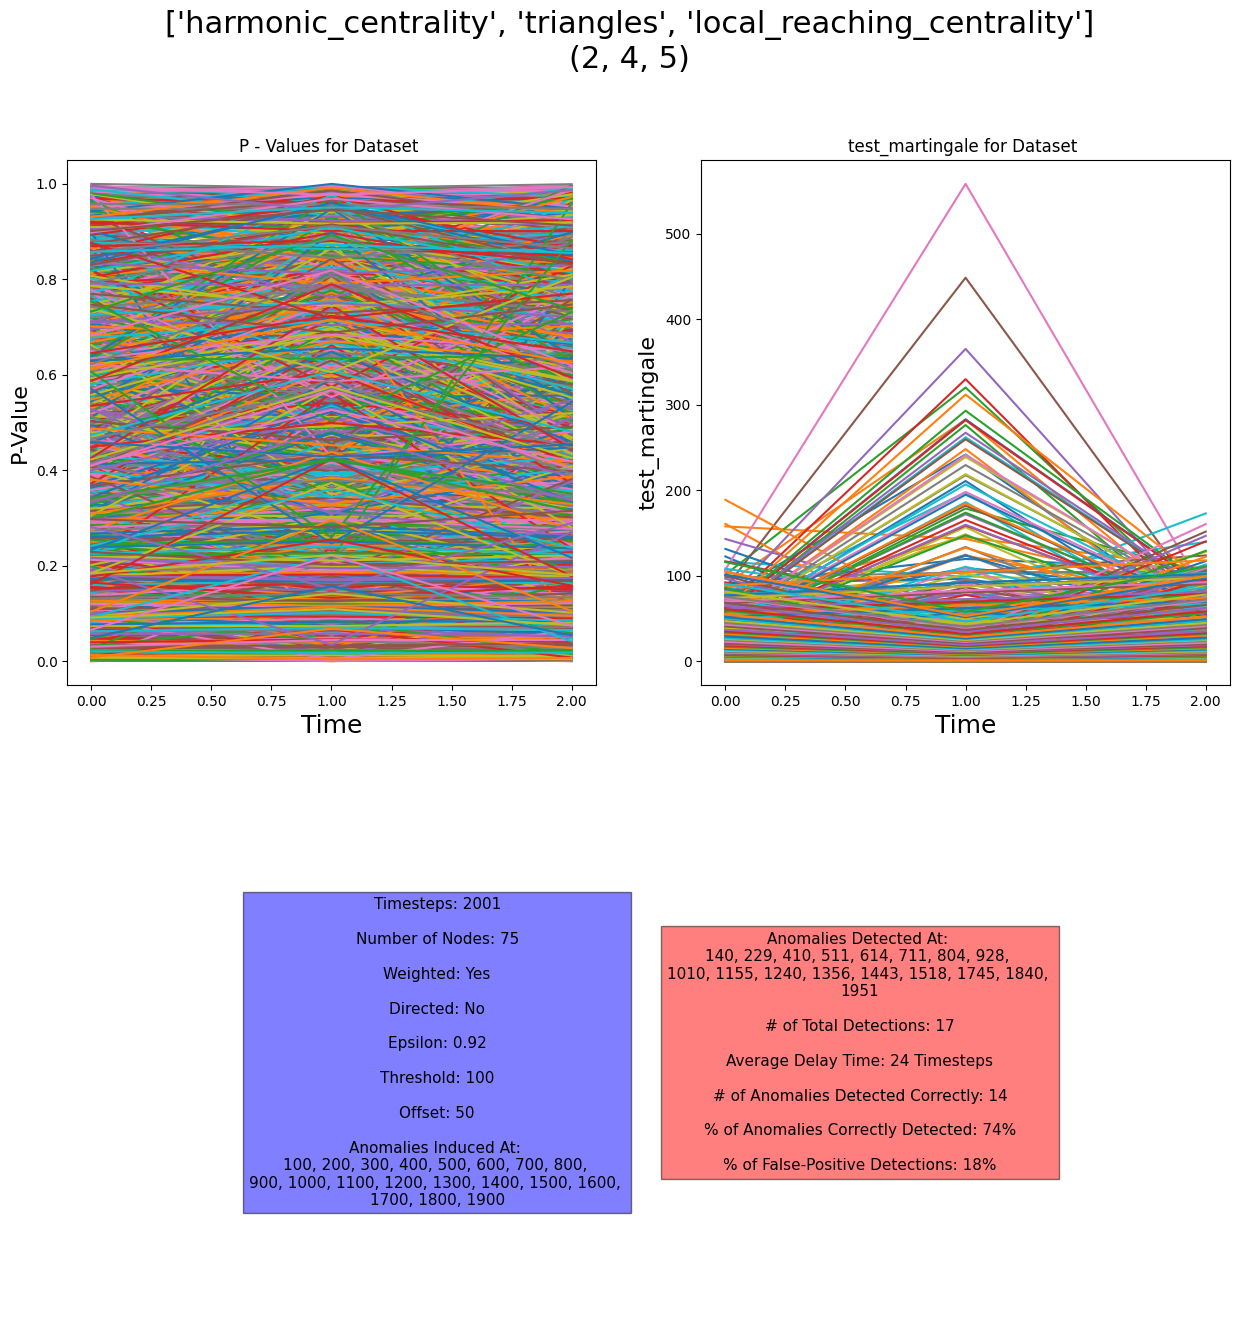 ['harmonic_centrality', 'triangles', 'local_reaching_centrality']
(2, 4, 5)
P - Values for Dataset
P-Value
1.0
0.8
0.6
0.4
0.2
0.0
0.00 0.25 0.50 0.75 1.00 1.25 1.50 1.75 2.00
Time
test_martingale for Dataset
test_martingale
500
400
300
200
100
0
0.00 0.25 0.50 0.75 1.00 1.25 1.50 1.75 2.00
Time
Timesteps: 2001
Number of Nodes: 75
Weighted: Yes
Directed: No
Epsilon: 0.92
Threshold: 100
Offset: 50
Anomalies Induced At:
100, 200, 300, 400, 500, 600, 700, 800,
900, 1000, 1100, 1200, 1300, 1400, 1500, 1600,
1700, 1800, 1900
Anomalies Detected At:
140, 229, 410, 511, 614, 711, 804, 928,
1010, 1155, 1240, 1356, 1443, 1518, 1745, 1840,
1951
# of Total Detections: 17
Average Delay Time: 24 Timesteps
# of Anomalies Detected Correctly: 14
% of Anomalies Correctly Detected: 74%
% of False-Positive Detections: 18%